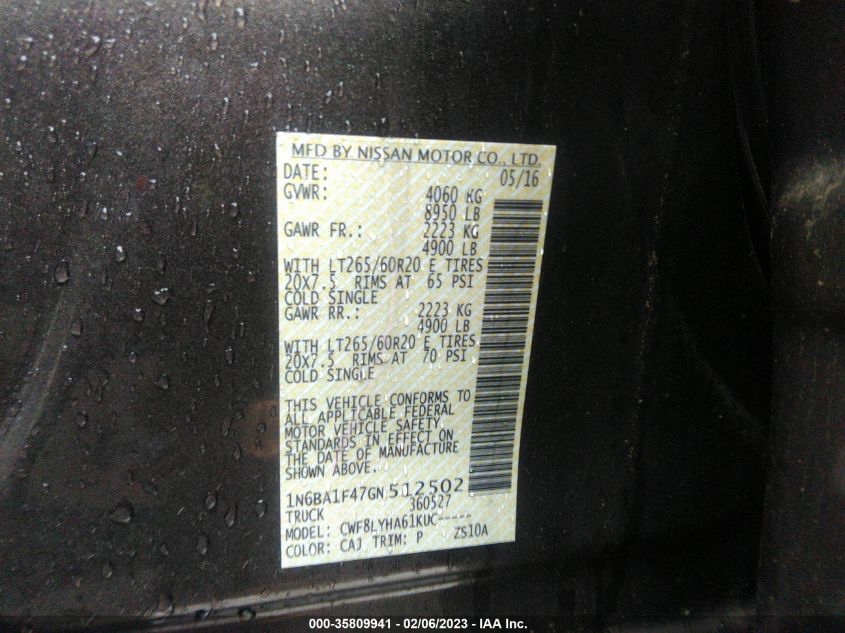 MFD BY NISSAN MOTOR CO., LTD.
DATE: 05/16
GVWR: 4060 KG
8950 LB
GAWR FR.: 2223 KG
4900 LB
WITH LT265/60R20 E TIRES
20X7.5 RIMS AT 65 PSI
COLD SINGLE
GAWR RR.: 2223 KG
4900 LB
WITH LT265/60R20 E TIRES
20X7.5 RIMS AT 70 PSI
COLD SINGLE
THIS VEHICLE CONFORMS TO
ALL APPLICABLE FEDERAL
MOTOR VEHICLE SAFETY
STANDARDS IN EFFECT ON
THE DATE OF MANUFACTURE
SHOWN ABOVE.
1N6BA1F47GN512502
TRUCK 360527
MODEL: CWF8LYHA61KUC-----
COLOR: CAJ TRIM: P ZS10A
000-35809941 - 02/06/2023 - IAA Inc.